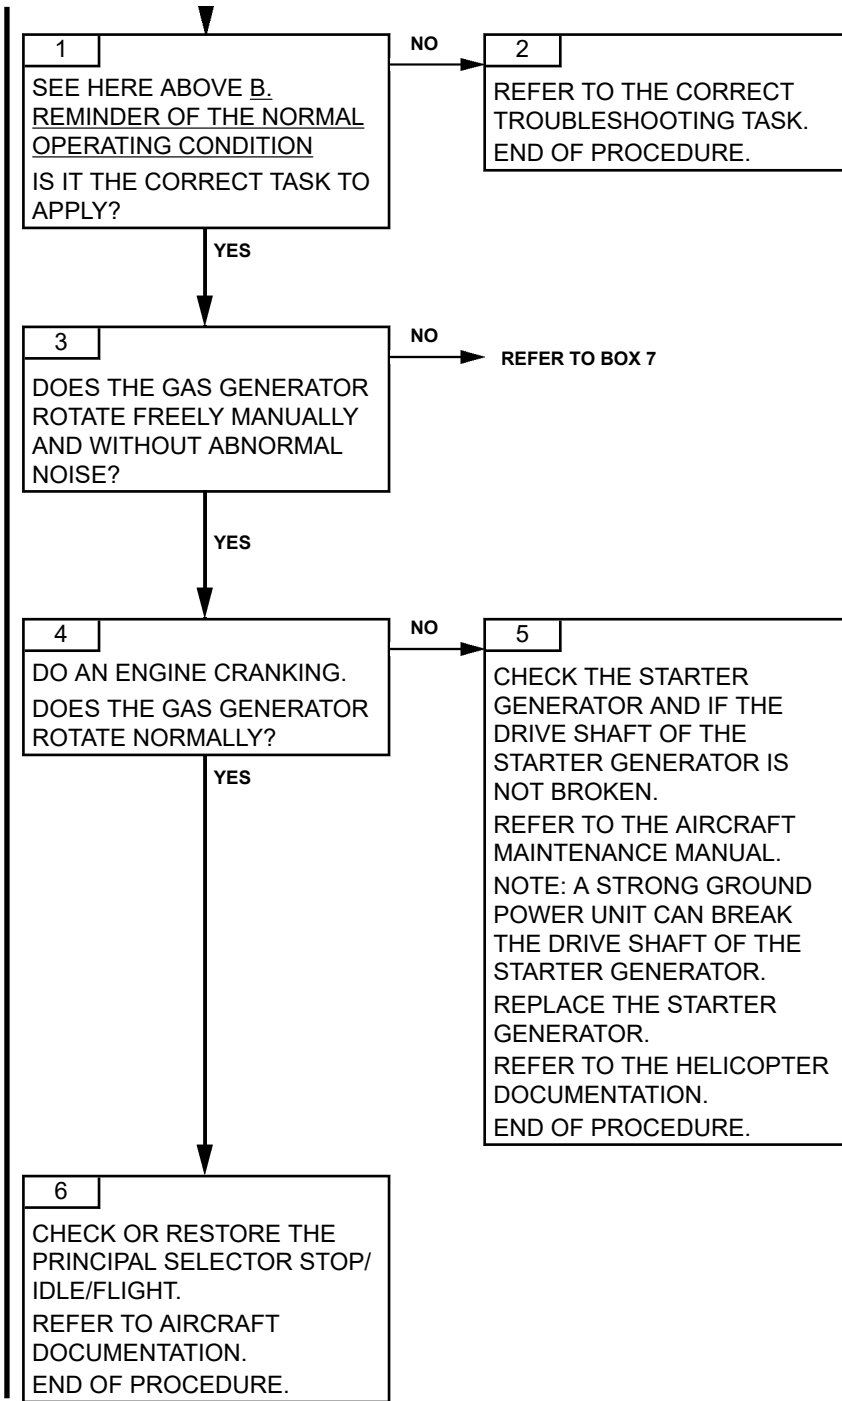 1
SEE HERE ABOVE B.
REMINDER OF THE NORMAL
OPERATING CONDITION
IS IT THE CORRECT TASK TO
APPLY?
NO
2
REFER TO THE CORRECT
TROUBLESHOOTING TASK.
END OF PROCEDURE.
YES
3
DOES THE GAS GENERATOR
ROTATE FREELY MANUALLY
AND WITHOUT ABNORMAL
NOISE?
NO
REFER TO BOX 7
YES
4
DO AN ENGINE CRANKING.
DOES THE GAS GENERATOR
ROTATE NORMALLY?
NO
5
CHECK THE STARTER
GENERATOR AND IF THE
DRIVE SHAFT OF THE
STARTER GENERATOR IS
NOT BROKEN.
REFER TO THE AIRCRAFT
MAINTENANCE MANUAL.
NOTE: A STRONG GROUND
POWER UNIT CAN BREAK
THE DRIVE SHAFT OF THE
STARTER GENERATOR.
REPLACE THE STARTER
GENERATOR.
REFER TO THE HELICOPTER
DOCUMENTATION.
END OF PROCEDURE.
YES
6
CHECK OR RESTORE THE
PRINCIPAL SELECTOR STOP/
IDLE/FLIGHT.
REFER TO AIRCRAFT
DOCUMENTATION.
END OF PROCEDURE.